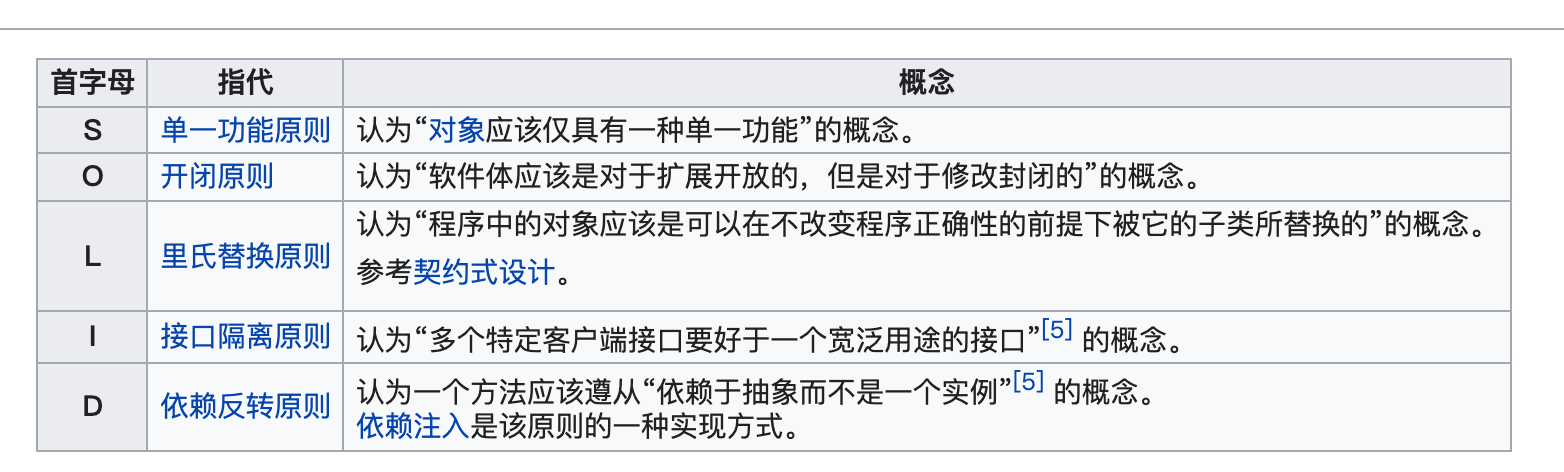 首字母 指代 概念
S 单一功能原则 认为“对象应该仅具有一种单一功能”的概念。
O 开闭原则 认为“软件体应该是对于扩展开放的，但是对于修改封闭的”的概念。
L 里氏替换原则 认为“程序中的对象应该是可以在不改变程序正确性的前提下被它的子类所替换的”的概念。
参考契约式设计。
I 接口隔离原则 认为“多个特定客户端接口要好于一个宽泛用途的接口”[5] 的概念。
D 依赖反转原则 认为一个方法应该遵从“依赖于抽象而不是一个实例”[5] 的概念。
依赖注入是该原则的一种实现方式。